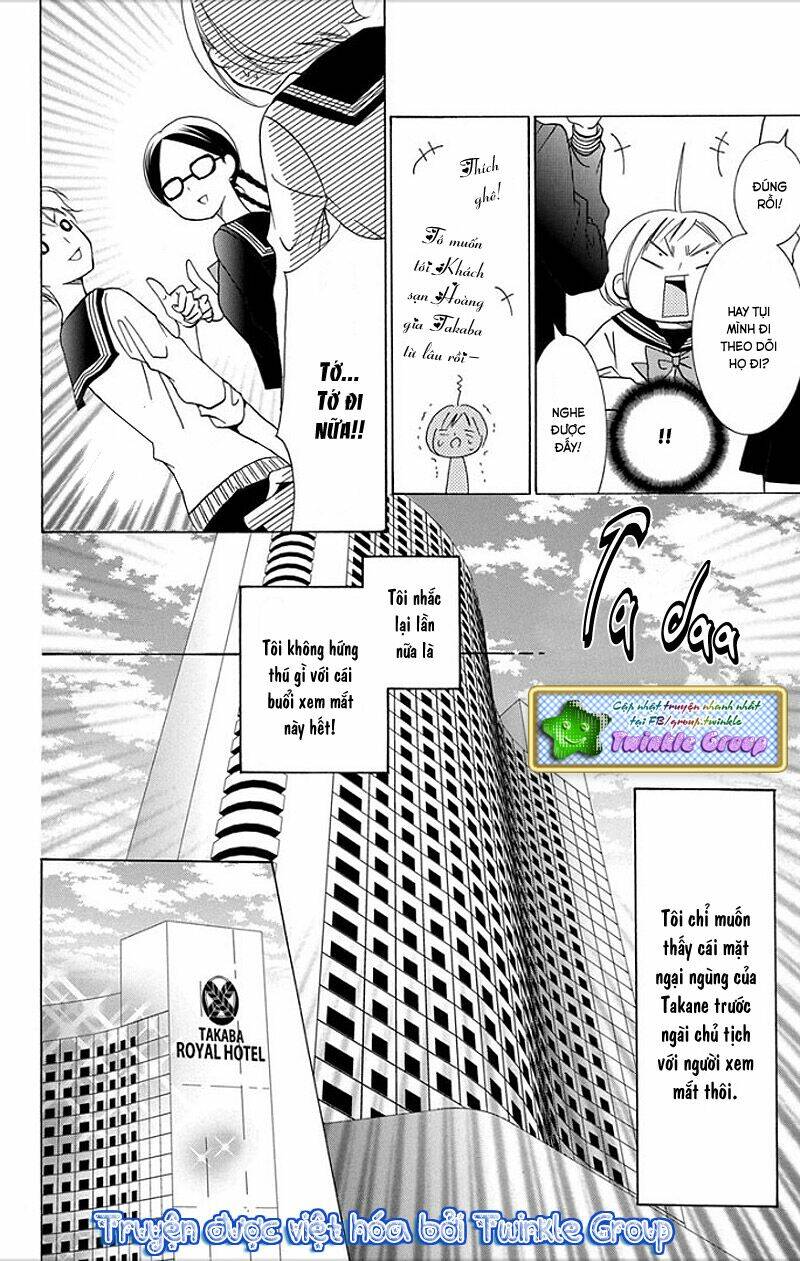 ĐÚNG
RỒI!
HAY TỤI
MÌNH ĐI
THEO DÕI
HỌ ĐI?
!!
NGHE
ĐƯỢC
ĐẤY!
Thích
ghê!
Tớ muốn
tới Khách
sạn Hoàng
gia Takaba
từ lâu rồi –
TỚ...
TỚ ĐI
NỮA!!
Ta daa
Tôi nhắc
lại lần
nữa là
Tôi không hứng
thú gì với cái
buổi xem mắt
này hết!
Cập nhật truyện nhanh nhất
tại FB/group.twinkle
Twinkle Group
Tôi chỉ muốn
thấy cái mặt
ngại ngùng của
Takane trước
ngài chủ tịch
với người xem
mắt thôi.
TAKABA
ROYAL HOTEL
Truyện được việt hóa bởi Twinkle Group